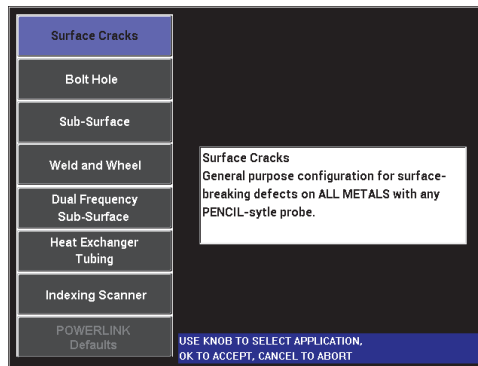 Surface Cracks
Bolt Hole
Sub-Surface
Weld and Wheel
Dual Frequency
Sub-Surface
Heat Exchanger
Tubing
Indexing Scanner
POWERLINK
Defaults
Surface Cracks
General purpose configuration for surface-
breaking defects on ALL METALS with any
PENCIL-sytle probe.
USE KNOB TO SELECT APPLICATION,
OK TO ACCEPT, CANCEL TO ABORT